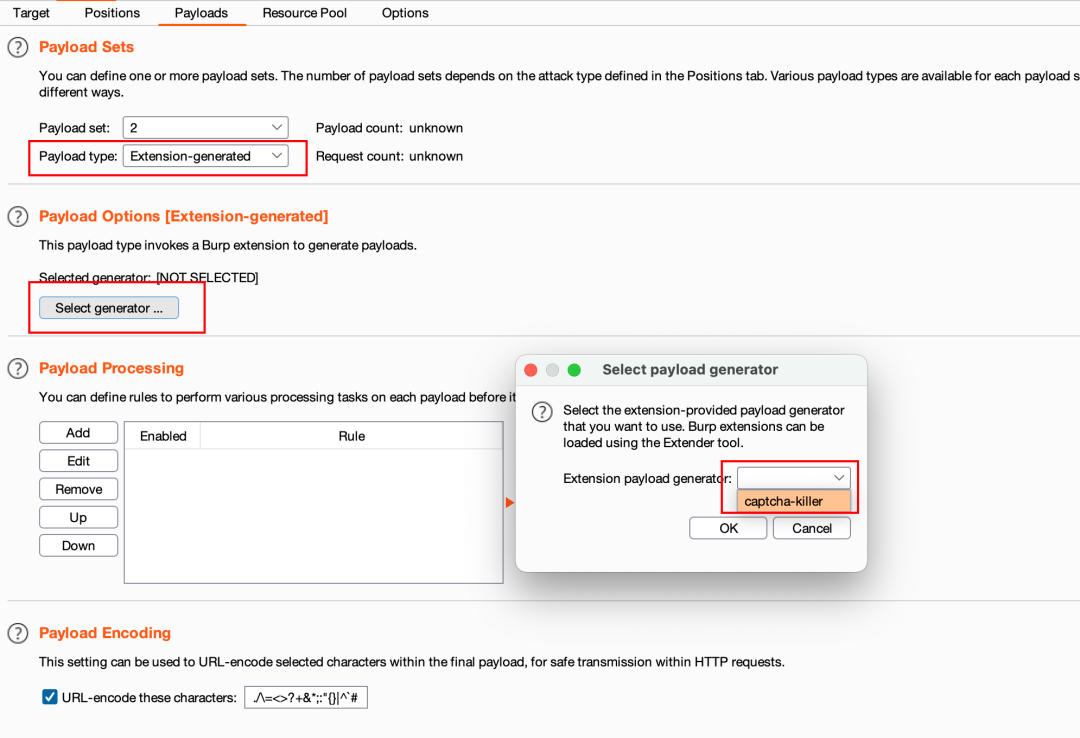 Target Positions Payloads Resource Pool Options
Payload Sets
You can define one or more payload sets. The number of payload sets depends on the attack type defined in the Positions tab. Various payload types are available for each payload s
different ways.
Payload set: 2 Payload count: unknown
Payload type: Extension-generated Request count: unknown
Payload Options [Extension-generated]
This payload type invokes a Burp extension to generate payloads.
Selected generator: [NOT SELECTED]
Select generator ...
Payload Processing
You can define rules to perform various processing tasks on each payload before it
Add
Edit
Remove
Up
Down
Enabled Rule
Select payload generator
Select the extension-provided payload generator
that you want to use. Burp extensions can be
loaded using the Extender tool.
Extension payload generator:
captcha-killer
OK Cancel
Payload Encoding
This setting can be used to URL-encode selected characters within the final payload, for safe transmission within HTTP requests.
URL-encode these characters: ./\=<>?+&*;:"{}|^`#